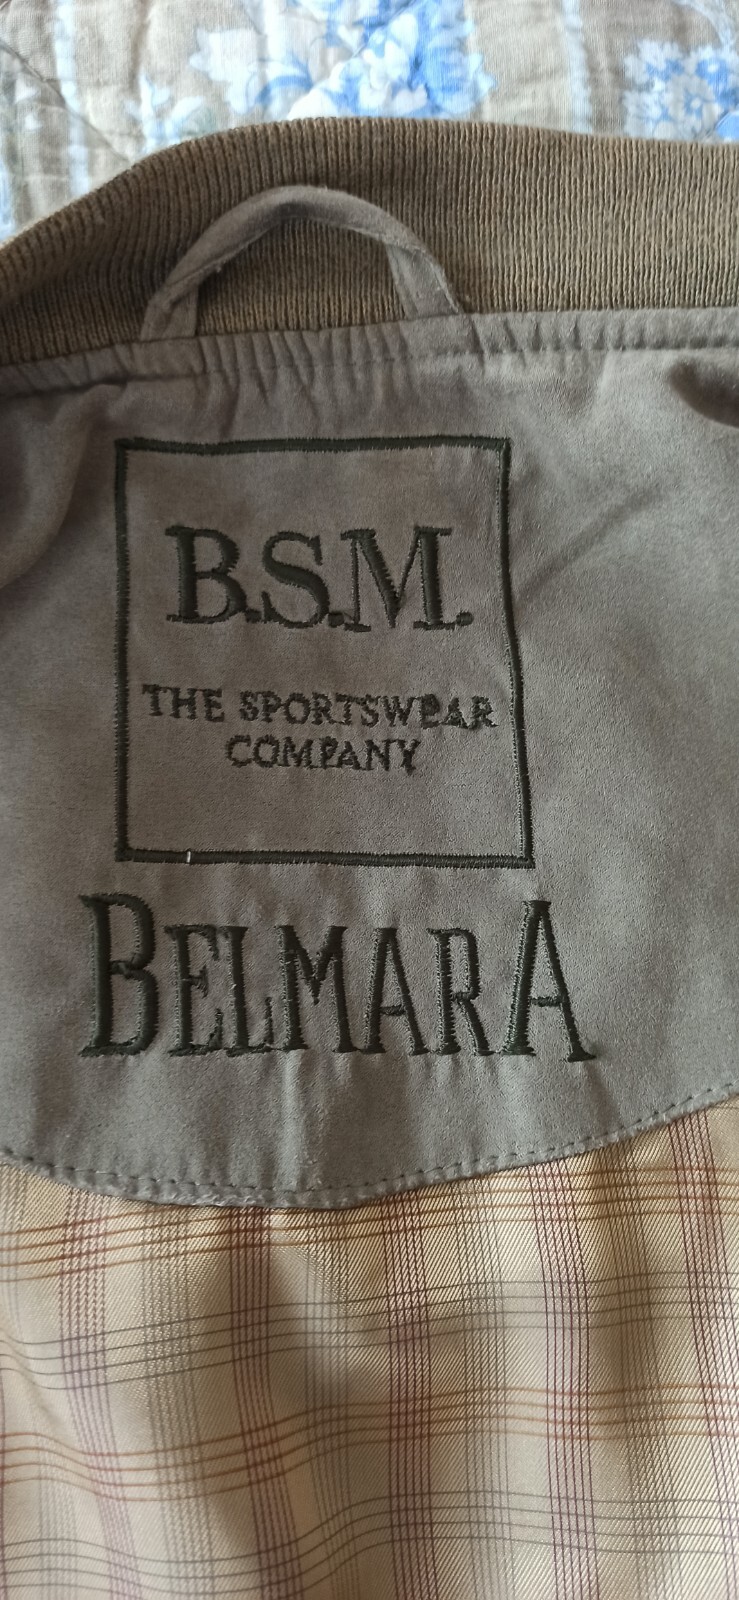 B.S.M.
THE SPORTSWEAR
COMPANY
BELMARA